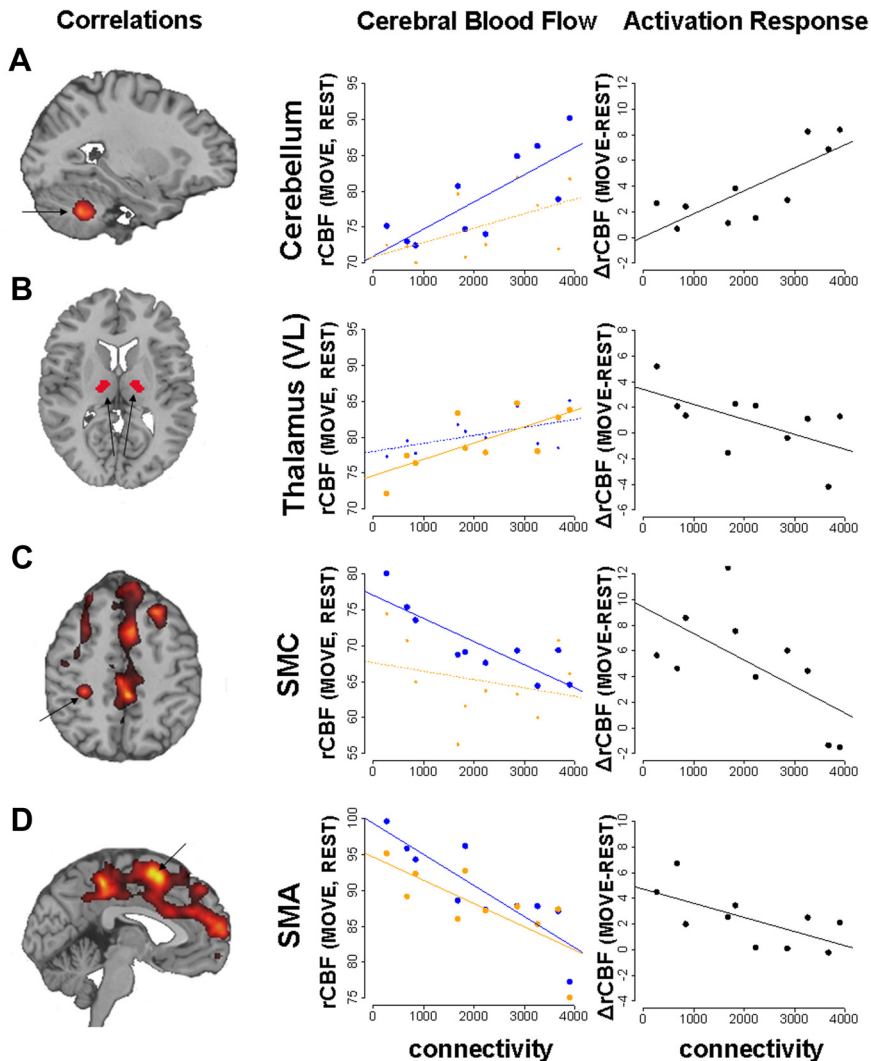 Correlations
Cerebral Blood Flow
Activation Response
A
Cerebellum
rCBF (MOVE, REST)
70 75 80 85 90 95
0 1000 2000 3000 4000
ΔrCBF (MOVE-REST)
-2 0 2 4 6 8 10 12
0 1000 2000 3000 4000
B
Thalamus (VL)
rCBF (MOVE, REST)
70 75 80 85 90 95
0 1000 2000 3000 4000
ΔrCBF (MOVE-REST)
-6 -4 -2 0 2 4 6 8
0 1000 2000 3000 4000
C
SMC
rCBF (MOVE, REST)
55 60 65 70 75 80
0 1000 2000 3000 4000
ΔrCBF (MOVE-REST)
-2 0 2 4 6 8 10 12
0 1000 2000 3000 4000
D
SMA
rCBF (MOVE, REST)
75 80 85 90 95 100
0 1000 2000 3000 4000
connectivity
ΔrCBF (MOVE-REST)
-4 -2 0 2 4 6 8 10
0 1000 2000 3000 4000
connectivity